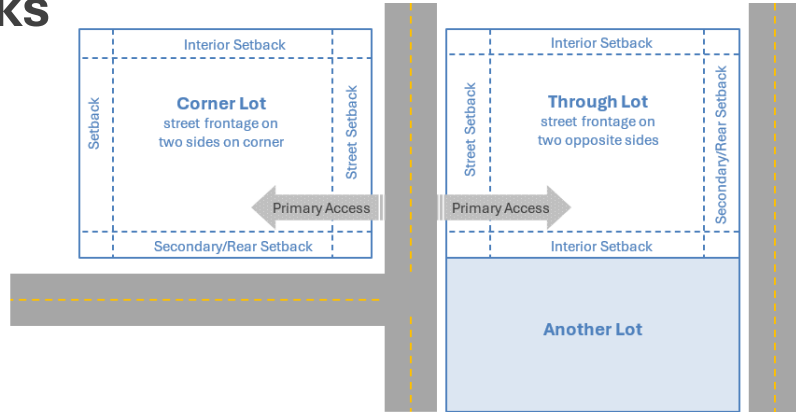 ks
Interior Setback
Setback
Corner Lot
street frontage on
two sides on corner
Street Setback
Primary Access
Secondary/Rear Setback
Interior Setback
Street Setback
Through Lot
street frontage on
two opposite sides
Secondary/Rear Setback
Primary Access
Interior Setback
Another Lot